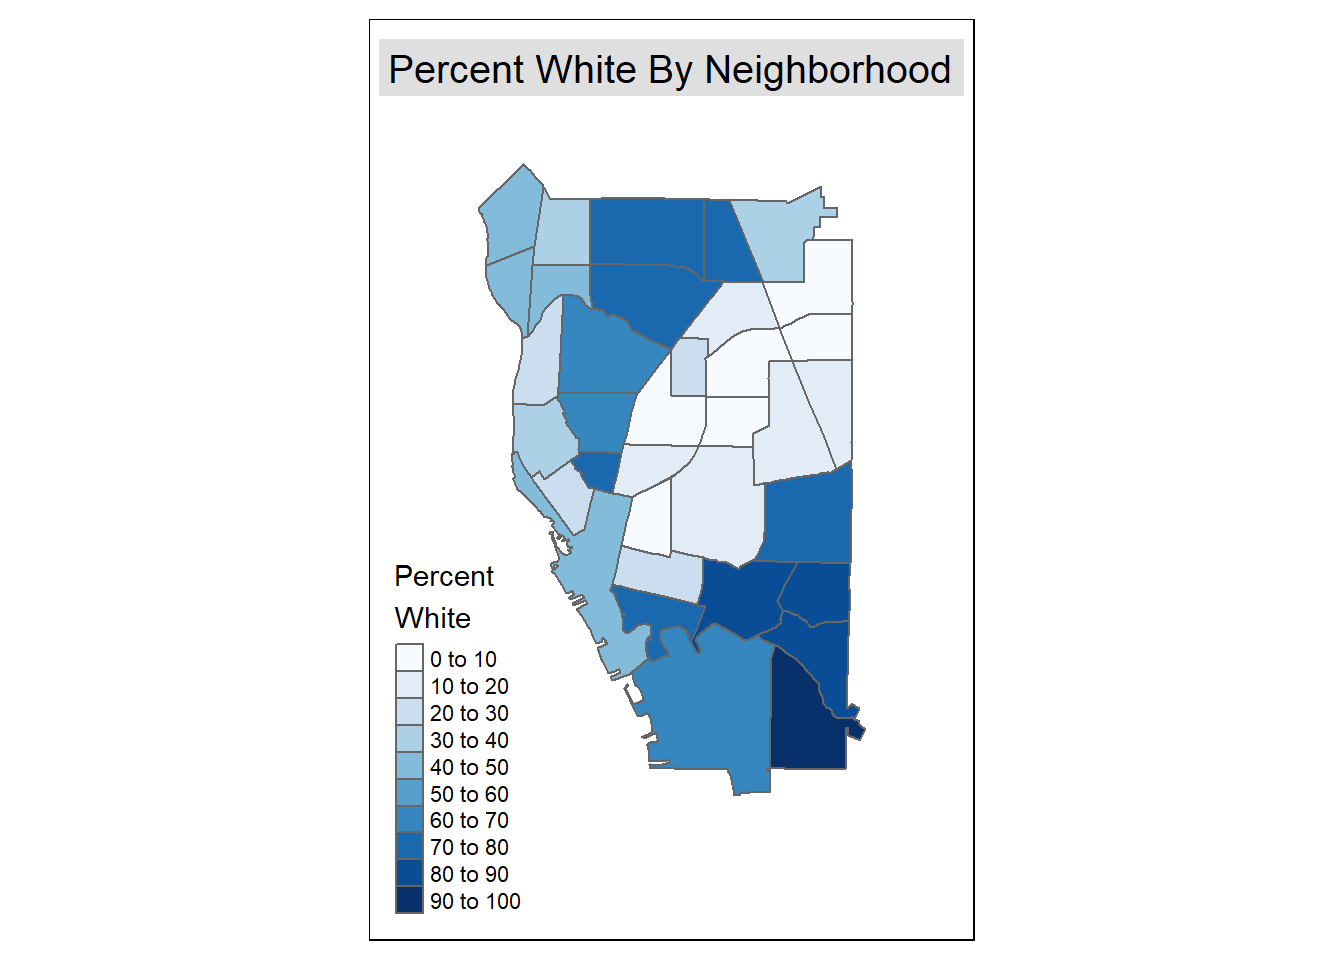 Percent White By Neighborhood
Percent
White
0 to 10
10 to 20
20 to 30
30 to 40
40 to 50
50 to 60
60 to 70
70 to 80
80 to 90
90 to 100